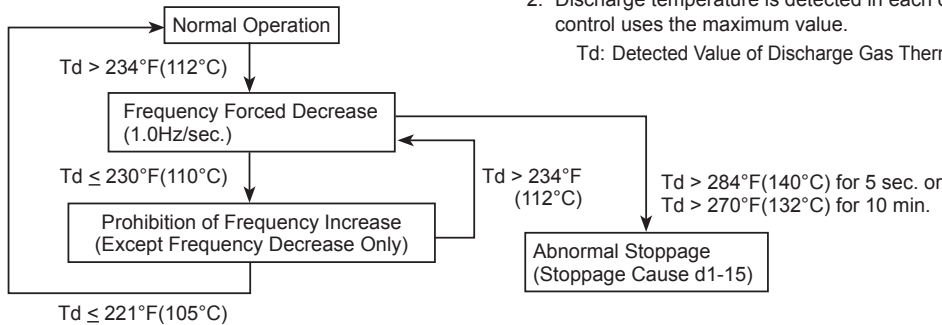 2. Discharge temperature is detected in each
control uses the maximum value.
Td: Detected Value of Discharge Gas
Normal Operation
Td > 234°F(112°C)
Frequency Forced Decrease
(1.0Hz/sec.)
Td ≤ 230°F(110°C)
Td > 234°F
(112°C)
Td > 284°F(140°C) for 5 sec. or
Td > 270°F(132°C) for 10 min.
Prohibition of Frequency Increase
(Except Frequency Decrease Only)
Abnormal Stoppage
(Stoppage Cause d1-15)
Td ≤ 221°F(105°C)